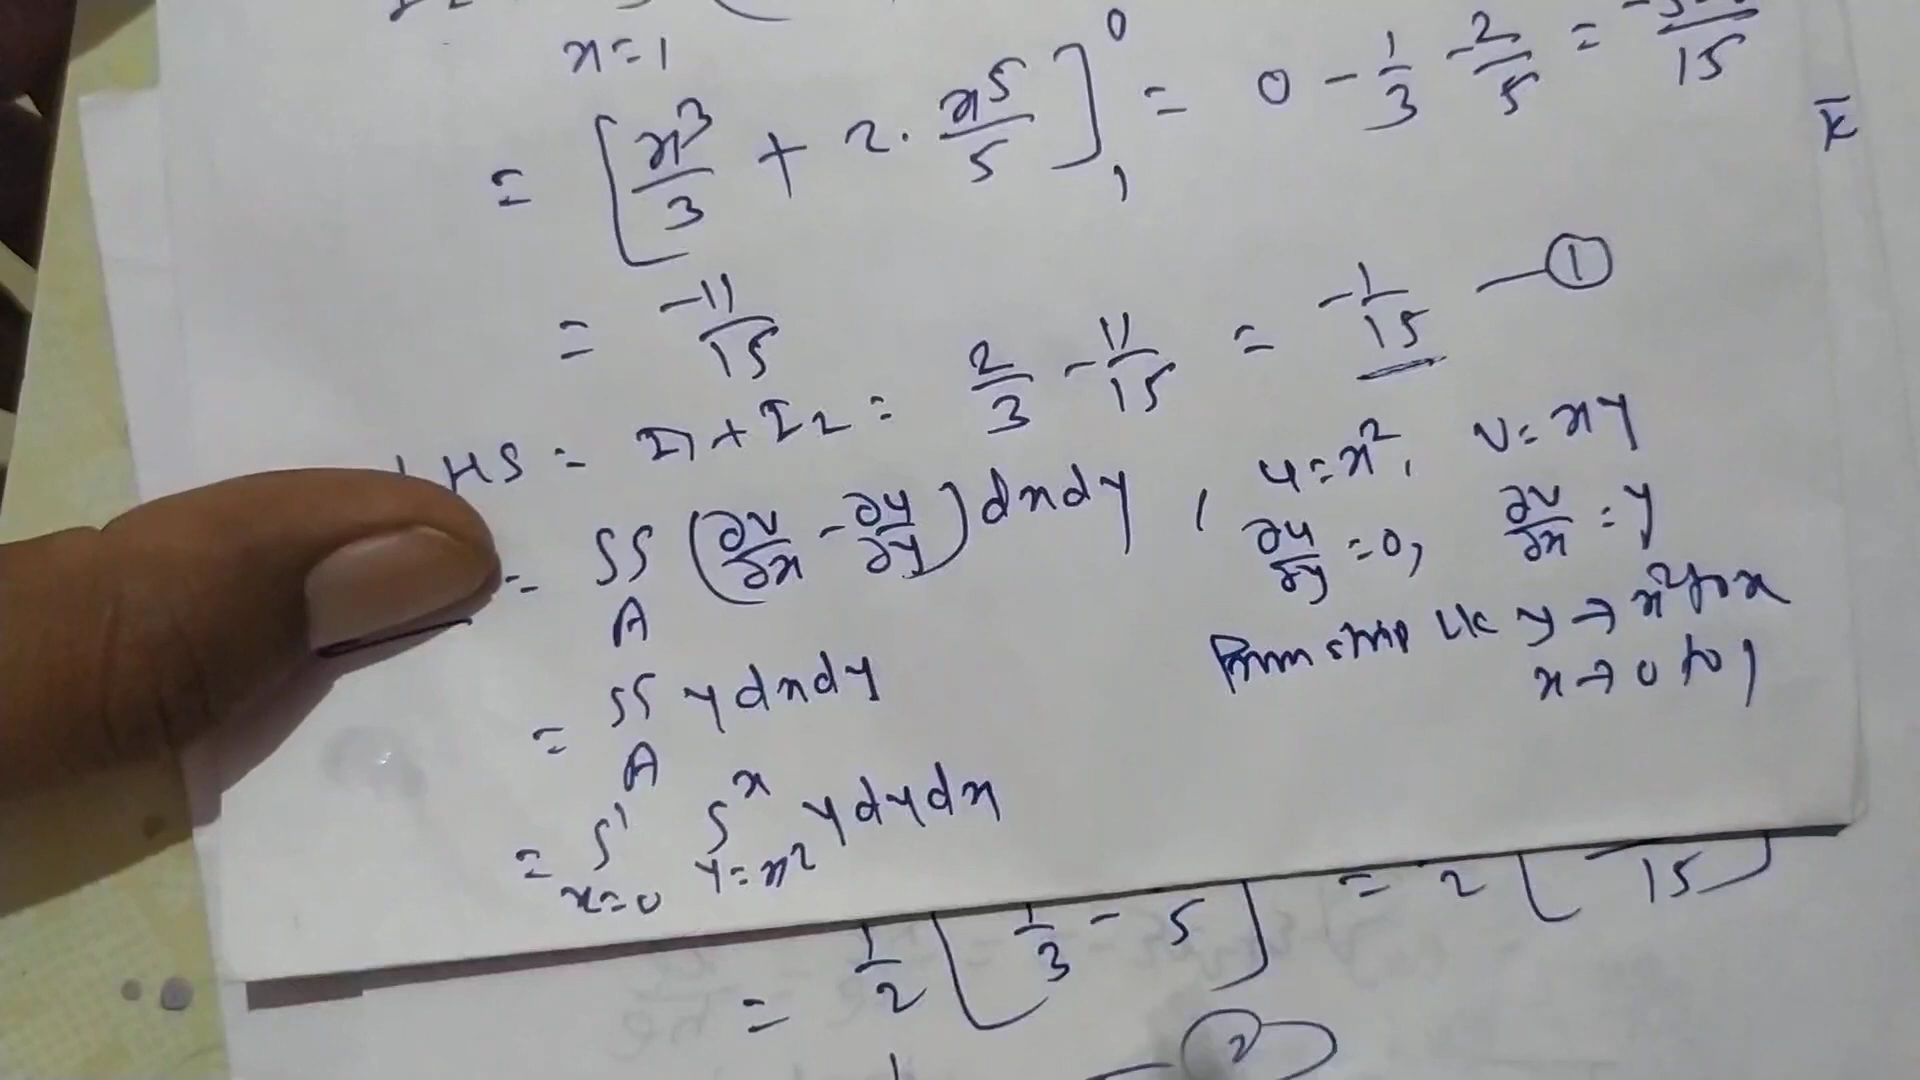 x=1
= [x³/3 + 2·x⁵/5]₁⁰ = 0 - 1/3 - 2/5 = /15
k̄
= -11/15
LHS = I1 + I2 = 2/3 - 11/15 = -1/15 — ①
= ∫∫_A (∂v/∂x - ∂u/∂y) dxdy , u=x², v=xy
∂u/∂y = 0, ∂v/∂x = y
= ∫∫_A y dxdy
From strip y → x² to x
x → 0 to 1
= ∫_{x=0}^{1} ∫_{y=x²}^{x} y dy dx
= 1/2 [1/3 - 5] = 2 [ 15 ]
②